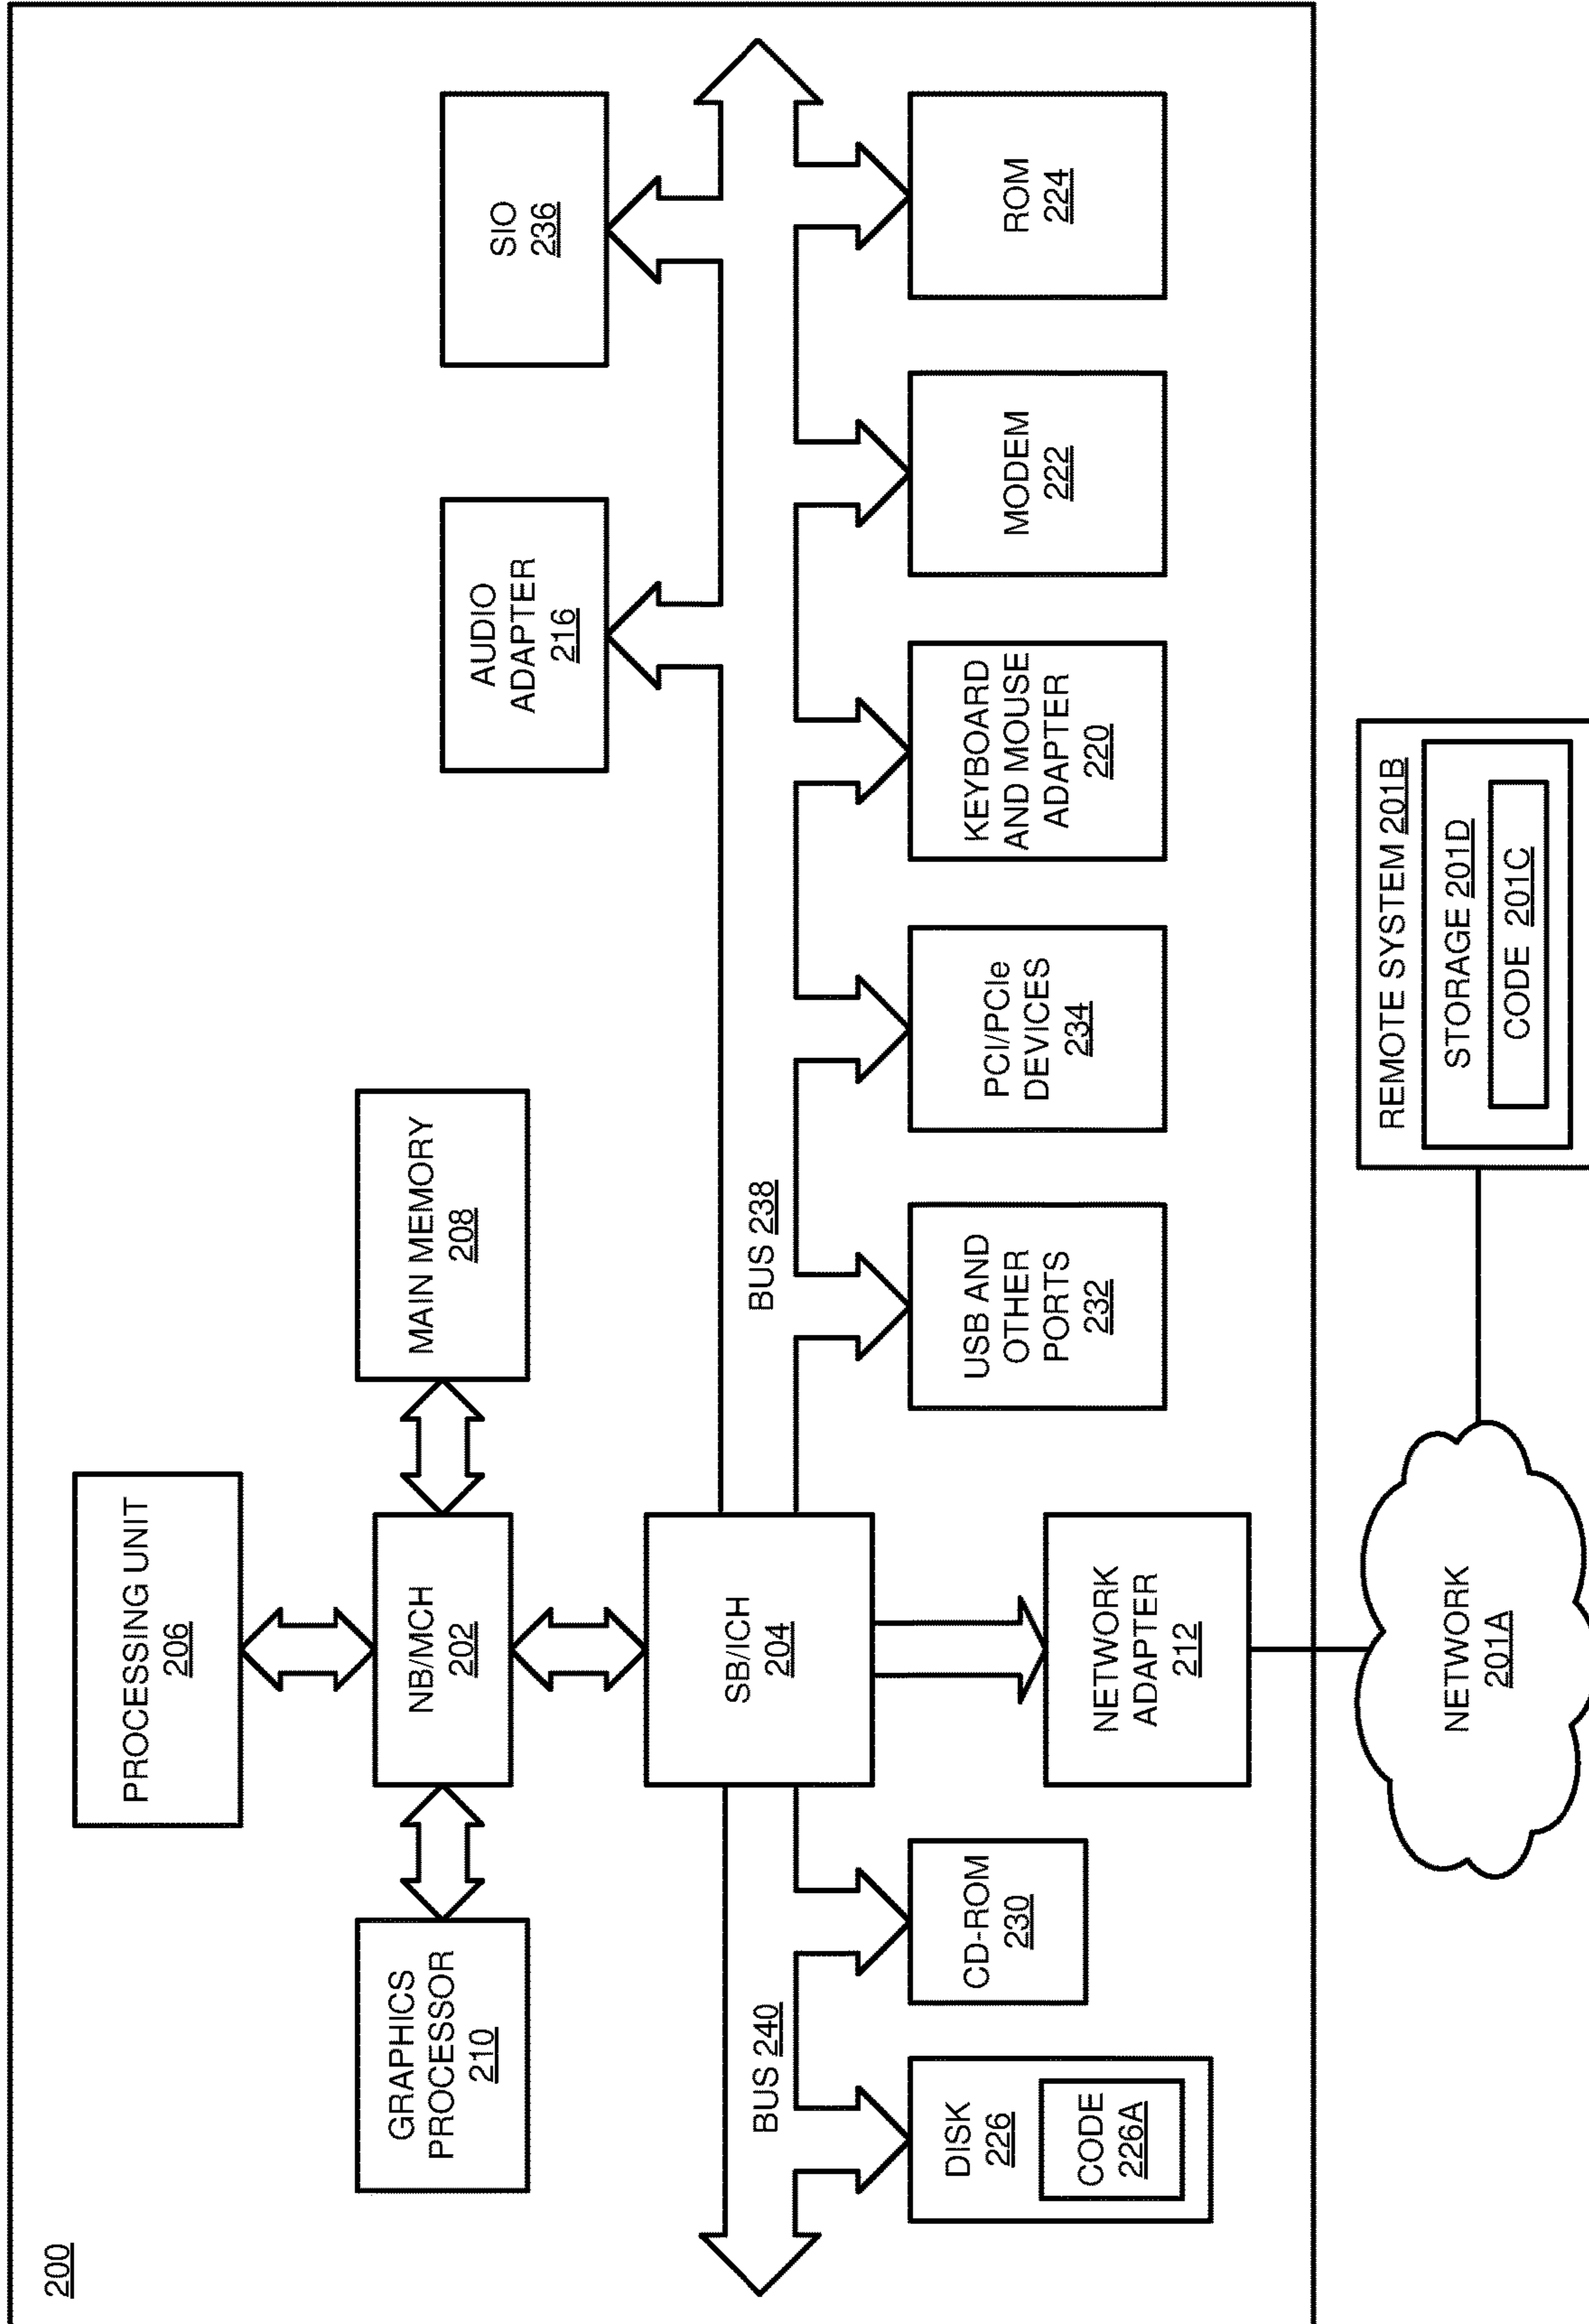 200
PROCESSING UNIT
206
GRAPHICS
PROCESSOR
210
NB/MCH
202
MAIN MEMORY
208
AUDIO
ADAPTER
216
SIO
236
SB/ICH
204
BUS 240
BUS 238
DISK
226
CODE
226A
CD-ROM
230
NETWORK
ADAPTER
212
USB AND
OTHER
PORTS
232
PCI/PCIe
DEVICES
234
KEYBOARD
AND MOUSE
ADAPTER
220
MODEM
222
ROM
224
NETWORK
201A
REMOTE SYSTEM 201B
STORAGE 201D
CODE 201C